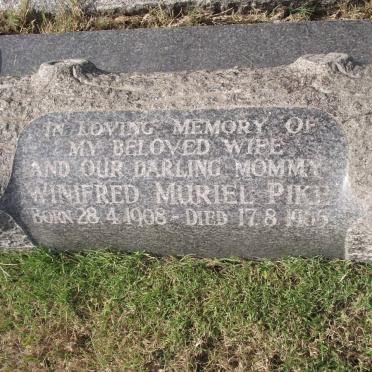 IN LOVING MEMORY OF
MY BELOVED WIFE
AND OUR DARLING MOMMY
WINIFRED MURIEL PIKE
BORN 28.4.1908 - DIED 17.8.